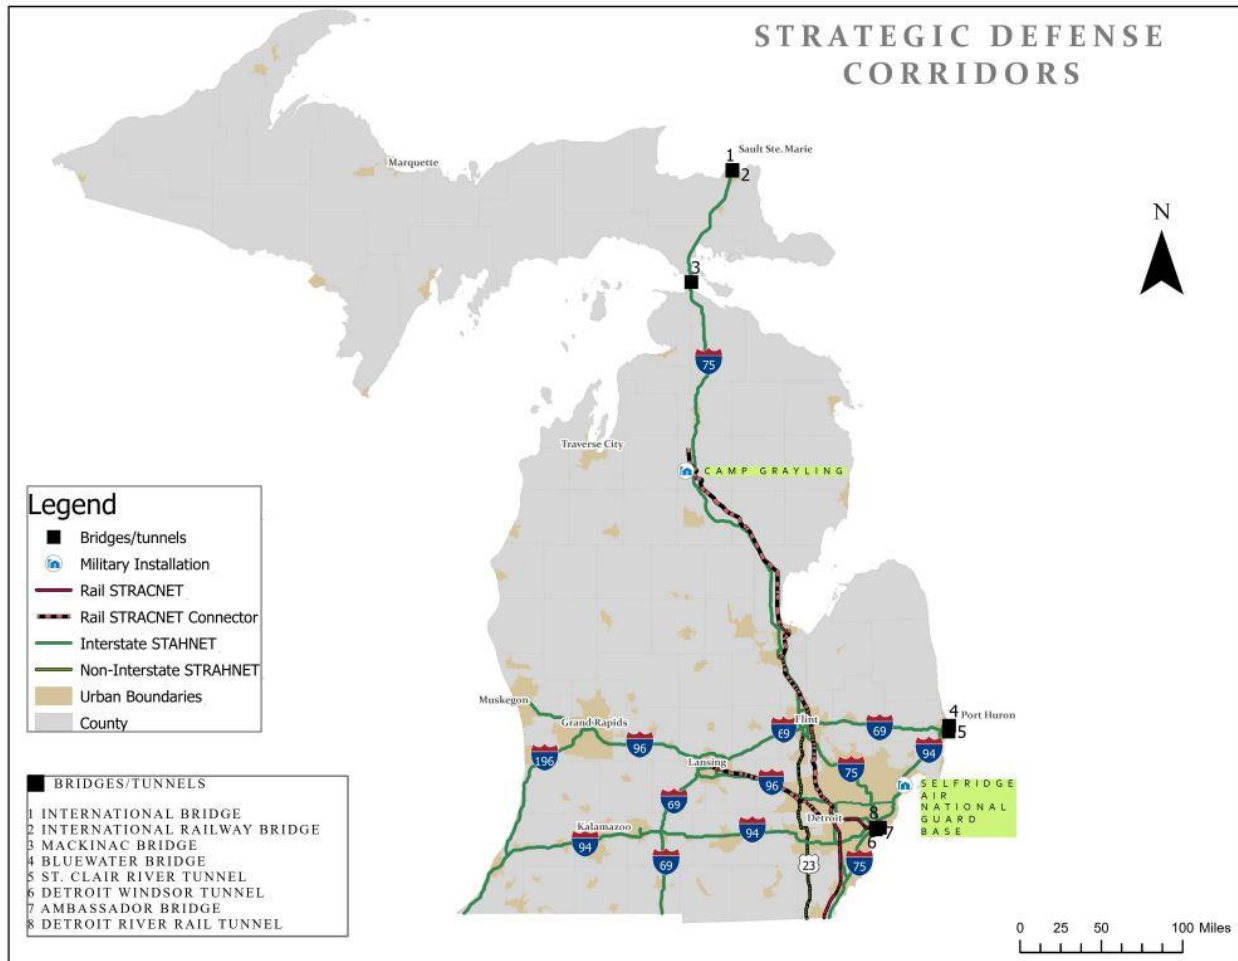 STRATEGIC DEFENSE
CORRIDORS
1
Sault Ste. Marie
2
Marquette
N
3
75
Traverse City
CAMP GRAYLING
Legend
Bridges/tunnels
Military Installation
Rail STRACNET
Rail STRACNET Connector
Interstate STAHNET
Non-Interstate STRAHNET
Urban Boundaries
County
Muskegon
Grand Rapids
Flint
4
Port Huron
5
69
69
94
196
96
75
Lansing
96
69
SELFRIDGE
AIR
NATIONAL
GUARD
BASE
8
Detroit
7
6
Kalamazoo
94
94
69
23
75
BRIDGES/TUNNELS
1 INTERNATIONAL BRIDGE
2 INTERNATIONAL RAILWAY BRIDGE
3 MACKINAC BRIDGE
4 BLUEWATER BRIDGE
5 ST. CLAIR RIVER TUNNEL
6 DETROIT WINDSOR TUNNEL
7 AMBASSADOR BRIDGE
8 DETROIT RIVER RAIL TUNNEL
0 25 50 100 Miles